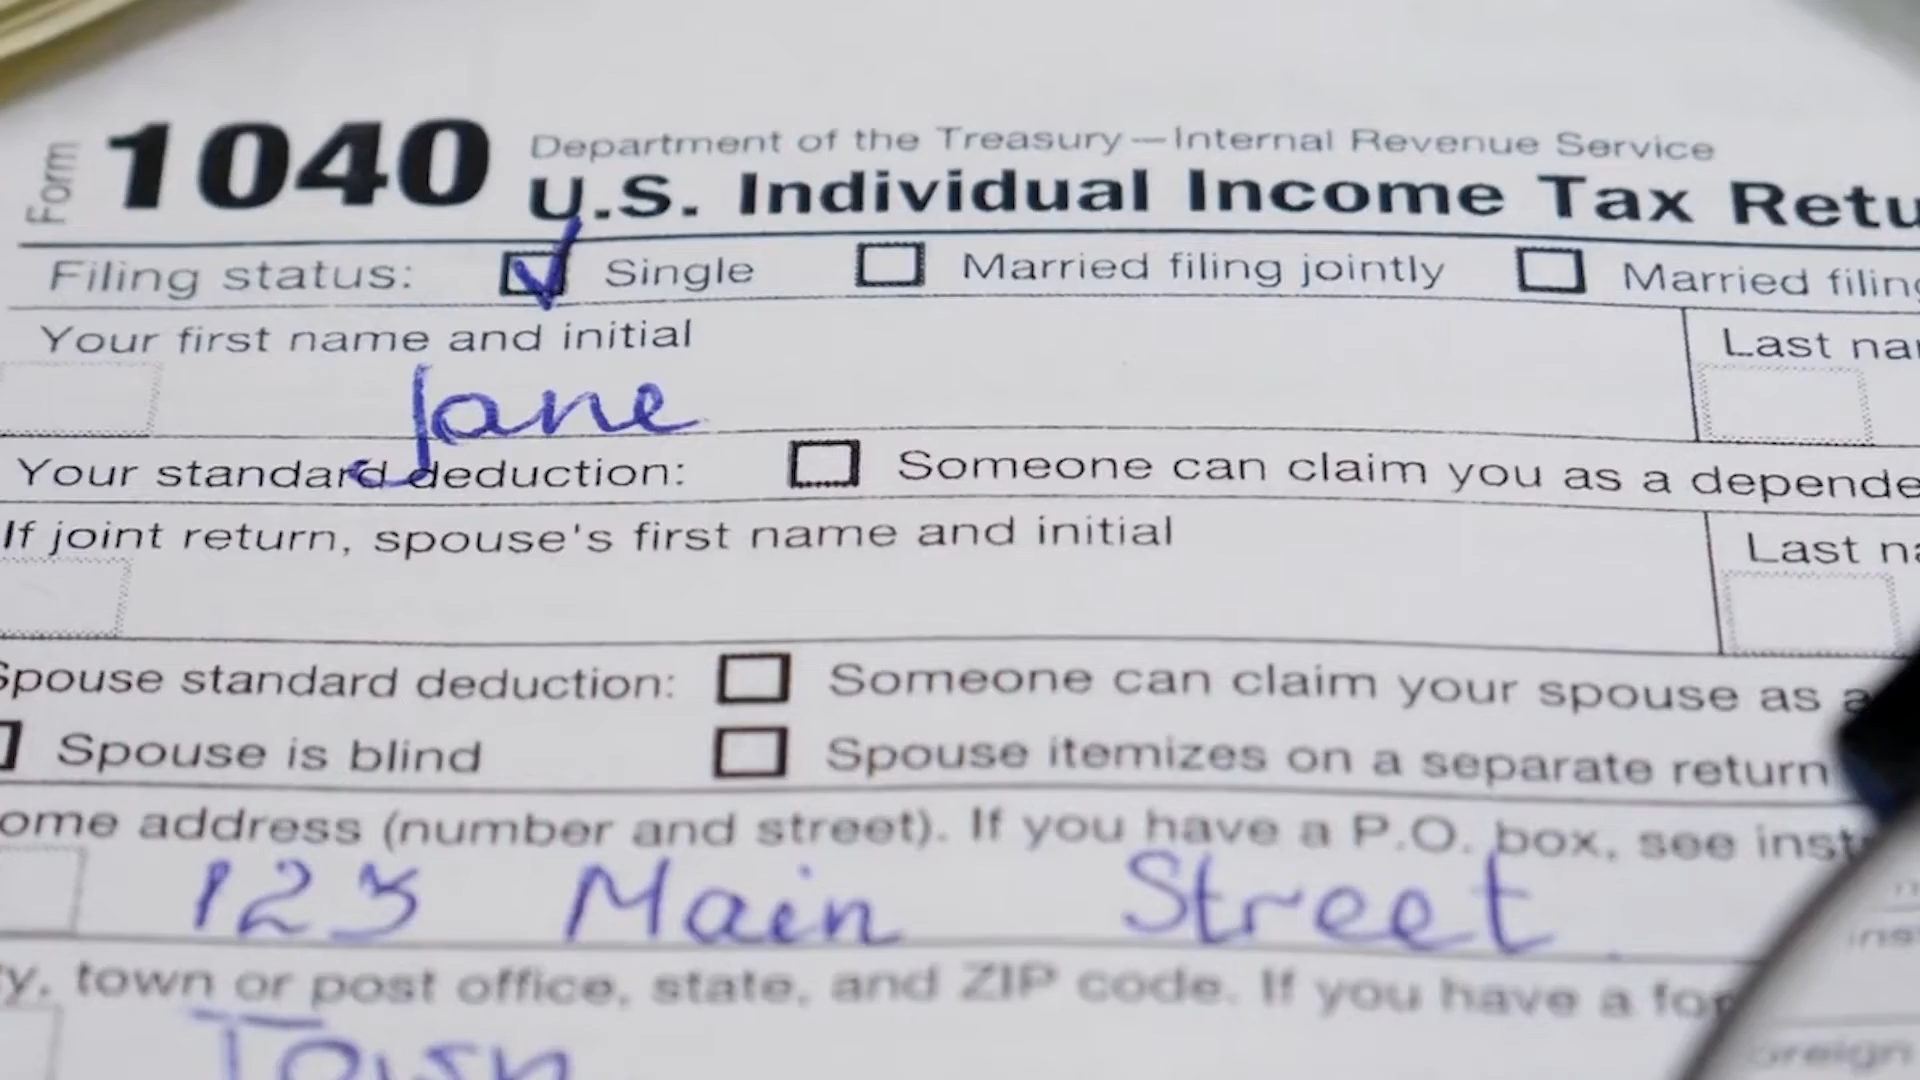 Form 1040 Department of the Treasury—Internal Revenue Service
U.S. Individual Income Tax Retu
Filing status: Single Married filing jointly Married filing
Your first name and initial Last na
Jane
Your standard deduction: Someone can claim you as a depende
If joint return, spouse's first name and initial Last na
Spouse standard deduction: Someone can claim your spouse as a
Spouse is blind Spouse itemizes on a separate return
ome address (number and street). If you have a P.O. box, see inst
123 Main Street
y, town or post office, state, and ZIP code. If you have a for
Town